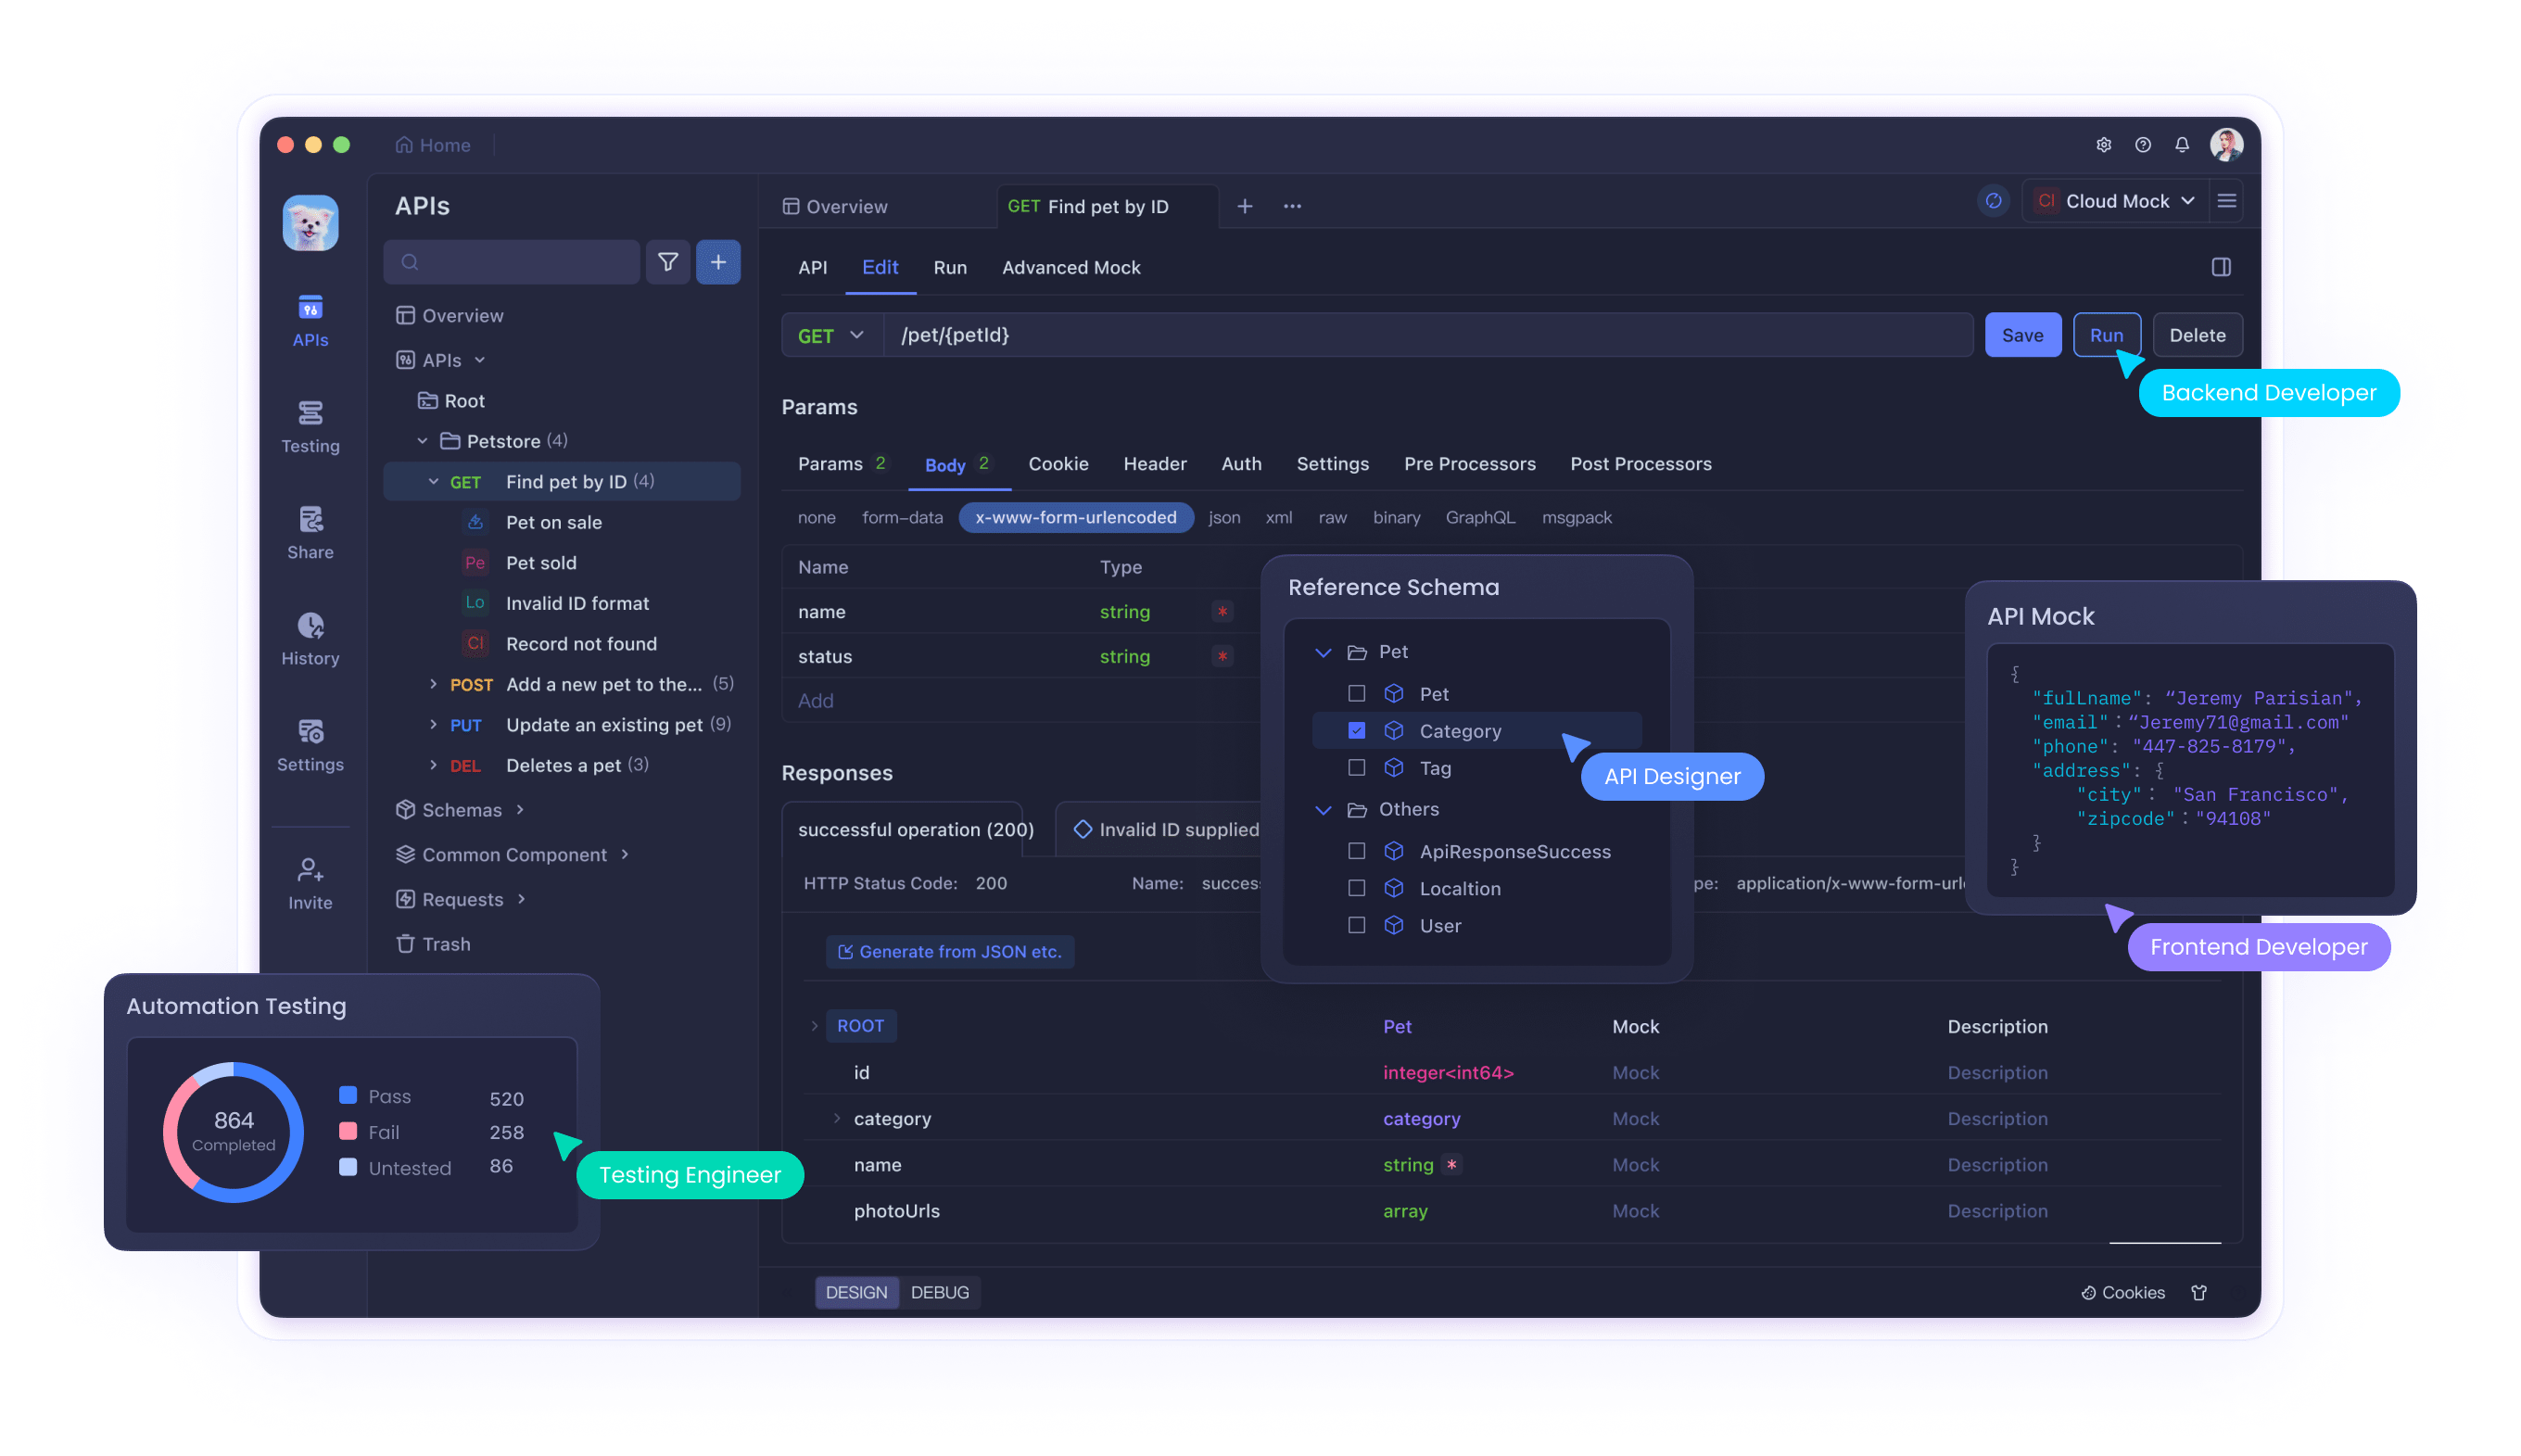 Home
APIs
Overview
GET Find pet by ID
CI Cloud Mock
APIs
Testing
Share
History
Settings
Invite
Overview
APIs
Root
Petstore (4)
GET Find pet by ID (4)
Pet on sale
Pe Pet sold
Lo Invalid ID format
CI Record not found
POST Add a new pet to the... (5)
PUT Update an existing pet (9)
DEL Deletes a pet (3)
Schemas
Common Component
Requests
Trash
API Edit Run Advanced Mock
GET /pet/{petId} Save Run Delete
Backend Developer
Params
Params 2 Body 2 Cookie Header Auth Settings Pre Processors Post Processors
none form-data x-www-form-urlencoded json xml raw binary GraphQL msgpack
Name Type
name string *
status string *
Add
Reference Schema
Pet
Pet
Category
Tag
API Designer
Others
ApiResponseSuccess
Localtion
User
API Mock
{
"fulLname": “Jeremy Parisian",
"email":“Jeremy71@gmail.com"
"phone": "447-825-8179",
"address": {
"city": "San Francisco",
"zipcode":"94108"
}
}
Frontend Developer
Responses
successful operation (200) Invalid ID supplied
HTTP Status Code: 200 Name: succes pe: application/x-www-form-url
Generate from JSON etc.
ROOT Pet Mock Description
id integer<int64> Mock Description
category category Mock Description
name string * Mock Description
photoUrls array Mock Description
Automation Testing
864
Completed
Pass 520
Fail 258
Untested 86
Testing Engineer
DESIGN DEBUG
Cookies